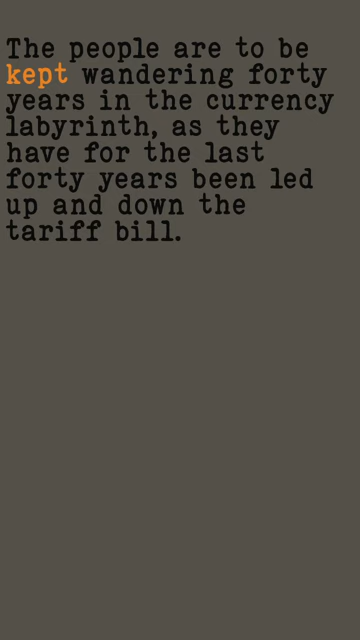 The people are to be
kept wandering forty
years in the currency
labyrinth, as they
have for the last
forty years been led
up and down the
tariff bill.